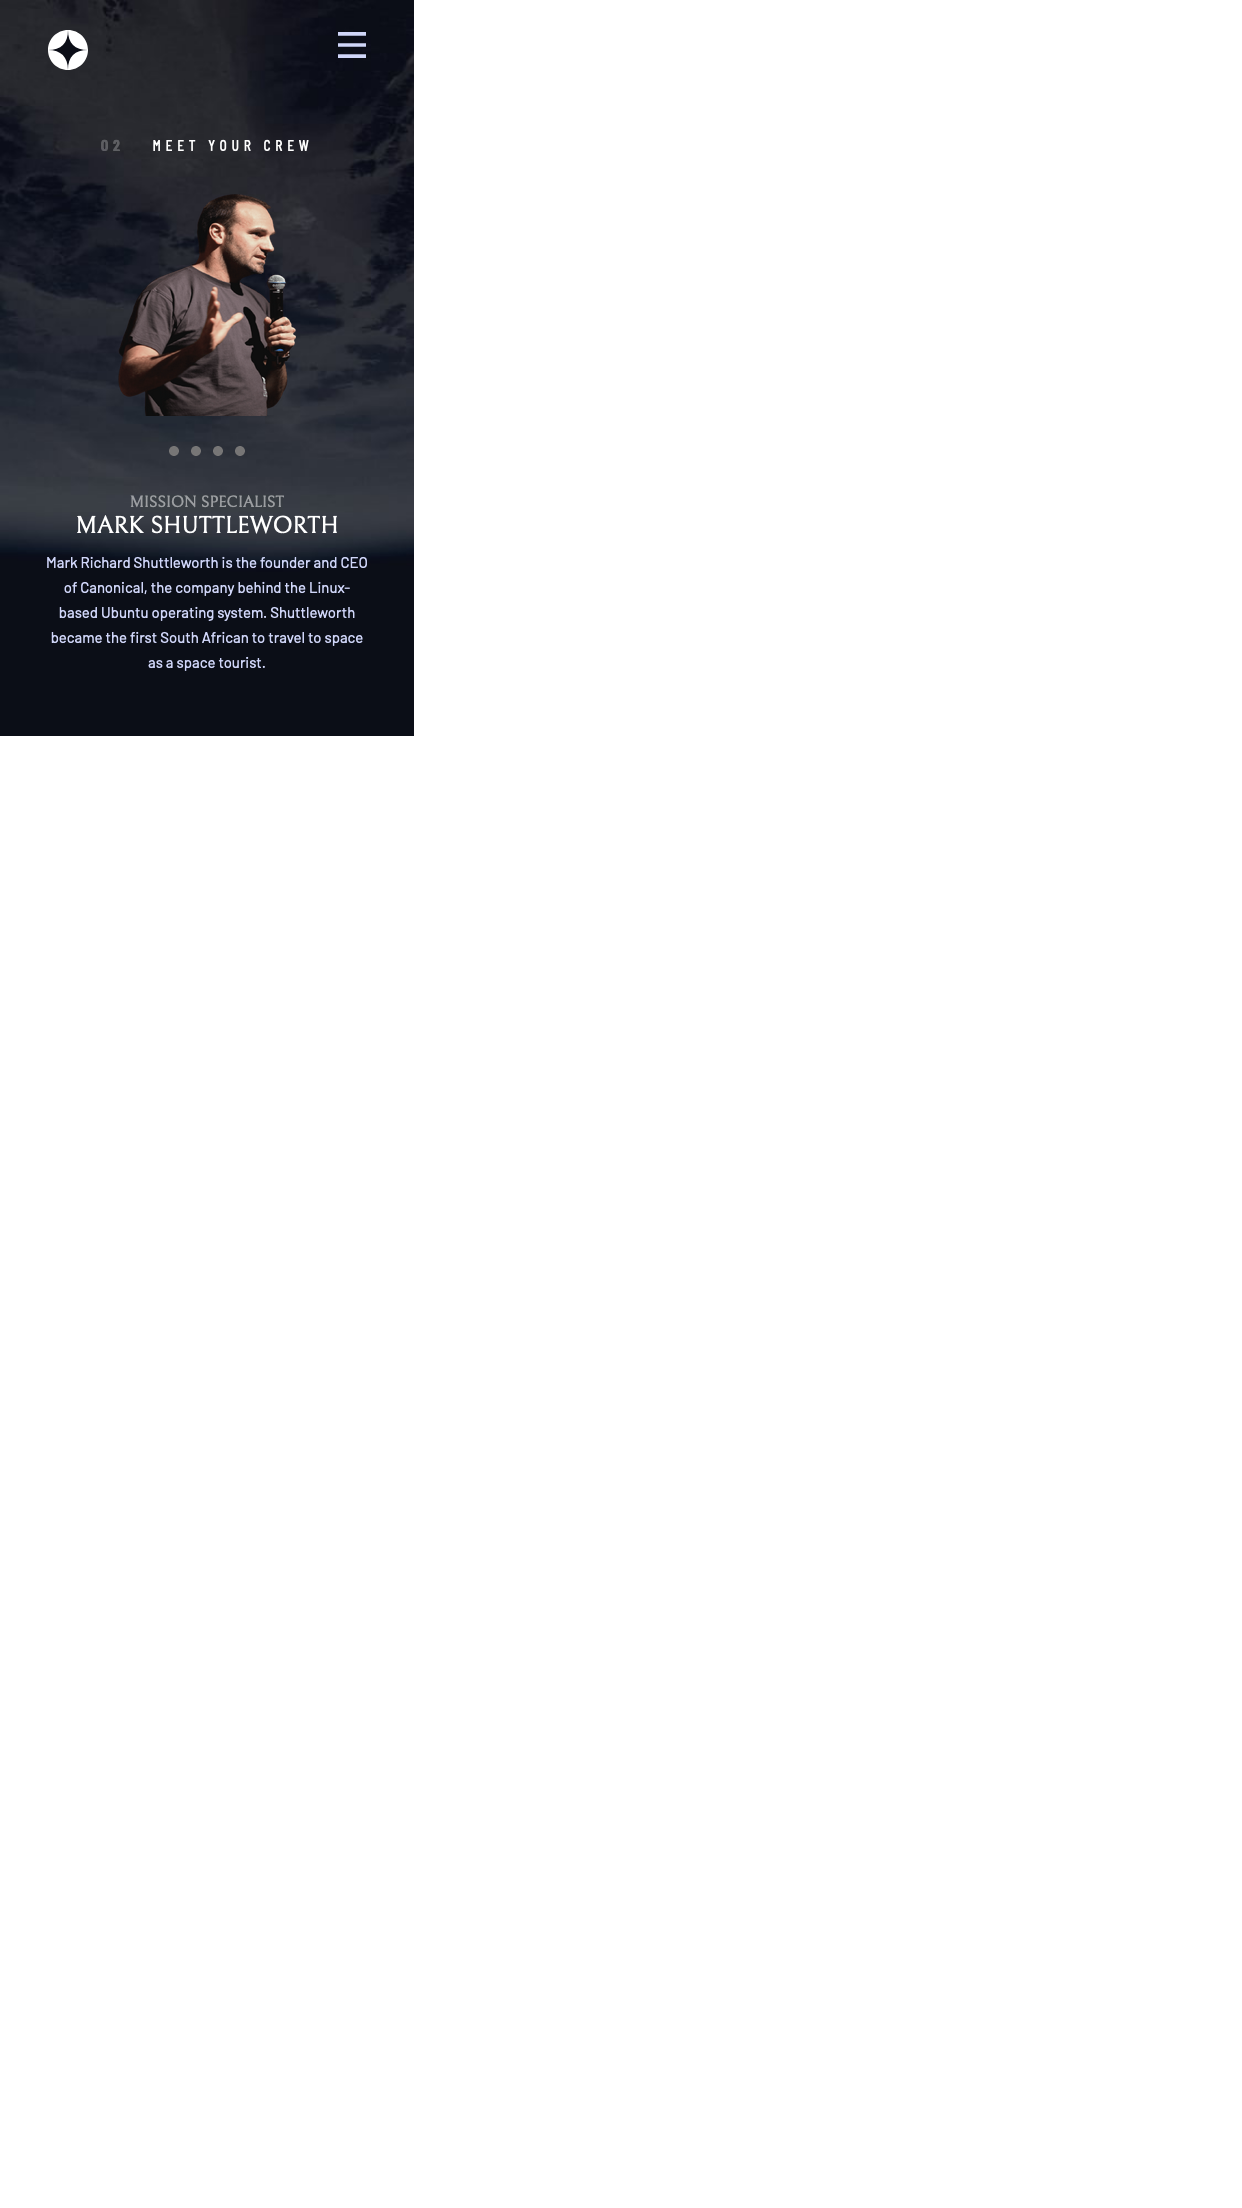 02 MEET YOUR CREW
MISSION SPECIALIST
MARK SHUTTLEWORTH
Mark Richard Shuttleworth is the founder and CEO
of Canonical, the company behind the Linux-
based Ubuntu operating system. Shuttleworth
became the first South African to travel to space
as a space tourist.